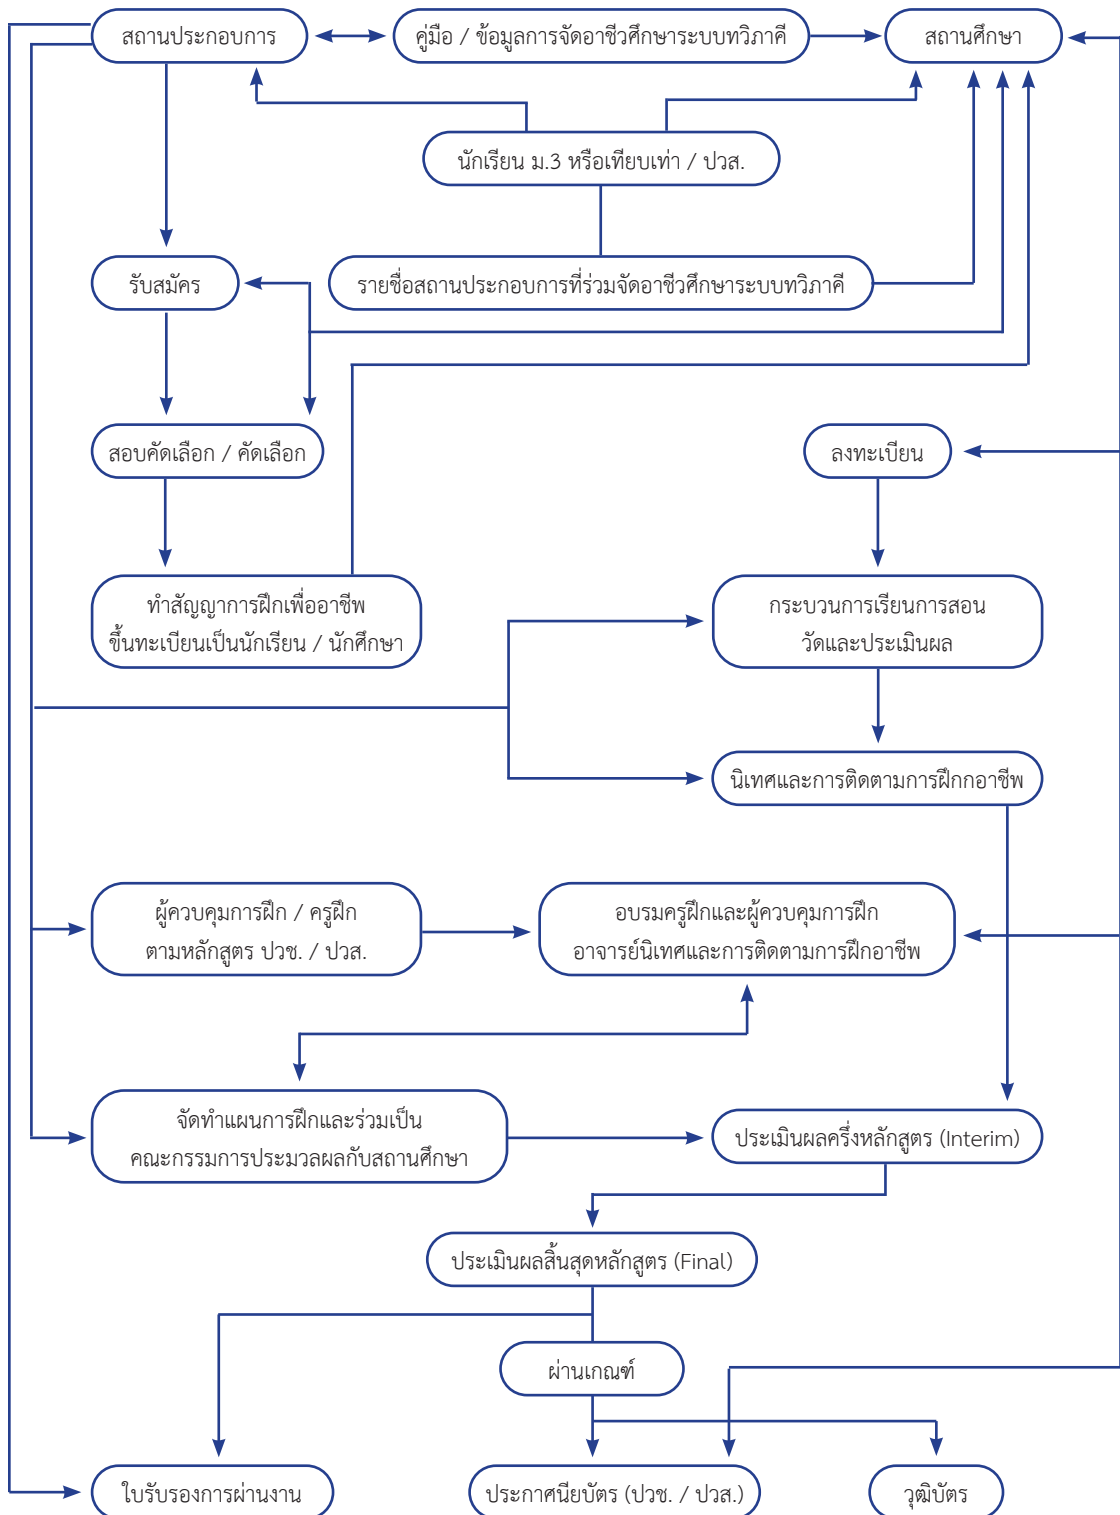 สถานประกอบการ
คู่มือ / ข้อมูลการจัดอาชีวศึกษาระบบทวิภาคี
สถานศึกษา
นักเรียน ม.3 หรือเทียบเท่า / ปวส.
รับสมัคร
รายชื่อสถานประกอบการที่ร่วมจัดอาชีวศึกษาระบบทวิภาคี
สอบคัดเลือก / คัดเลือก
ลงทะเบียน
ทำสัญญาการฝึกเพื่ออาชีพ
ขึ้นทะเบียนเป็นนักเรียน / นักศึกษา
กระบวนการเรียนการสอน
วัดและประเมินผล
นิเทศและการติดตามการฝึกกอาชีพ
ผู้ควบคุมการฝึก / ครูฝึก
ตามหลักสูตร ปวช. / ปวส.
อบรมครูฝึกและผู้ควบคุมการฝึก
อาจารย์นิเทศและการติดตามการฝึกอาชีพ
จัดทำแผนการฝึกและร่วมเป็น
คณะกรรมการประมวลผลกับสถานศึกษา
ประเมินผลครึ่งหลักสูตร (Interim)
ประเมินผลสิ้นสุดหลักสูตร (Final)
ผ่านเกณฑ์
ใบรับรองการผ่านงาน
ประกาศนียบัตร (ปวช. / ปวส.)
วุฒิบัตร